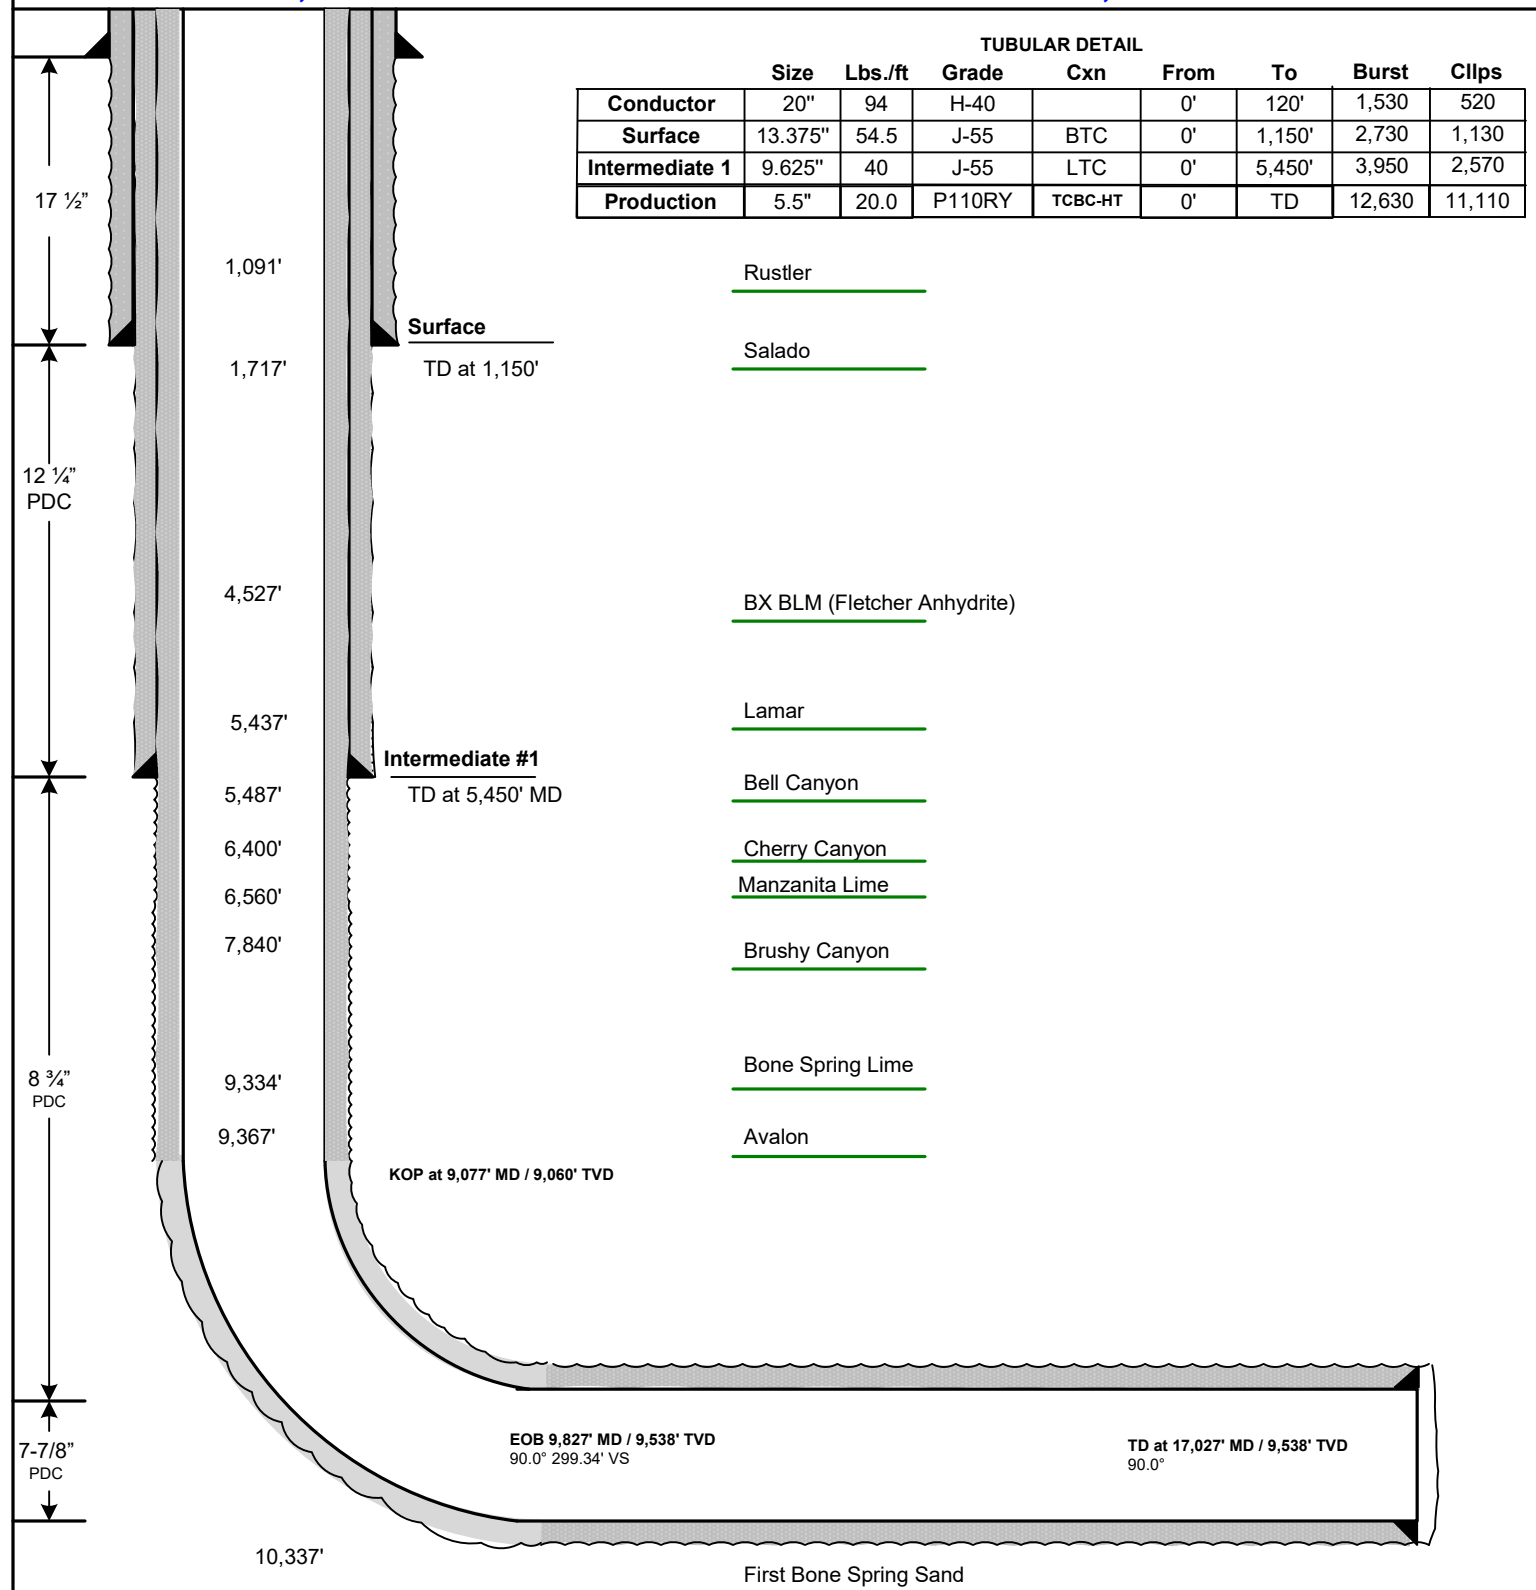 TUBULAR DETAIL
Size Lbs./ft Grade Cxn From To Burst Cllps
Conductor 20" 94 H-40 0' 120' 1,530 520
Surface 13.375" 54.5 J-55 BTC 0' 1,150' 2,730 1,130
Intermediate 1 9.625" 40 J-55 LTC 0' 5,450' 3,950 2,570
Production 5.5" 20.0 P110RY TCBC-HT 0' TD 12,630 11,110
17 ½”
1,091' Rustler
Surface
Salado
1,717' TD at 1,150'
12 ¼”
PDC
4,527' BX BLM (Fletcher Anhydrite)
5,437' Lamar
Intermediate #1
5,487' TD at 5,450' MD Bell Canyon
6,400' Cherry Canyon
6,560' Manzanita Lime
7,840' Brushy Canyon
Bone Spring Lime
8 ¾”
PDC
9,334'
9,367' Avalon
KOP at 9,077' MD / 9,060' TVD
7-7/8”
PDC
EOB 9,827' MD / 9,538' TVD
90.0° 299.34' VS
TD at 17,027' MD / 9,538' TVD
90.0°
10,337' First Bone Spring Sand